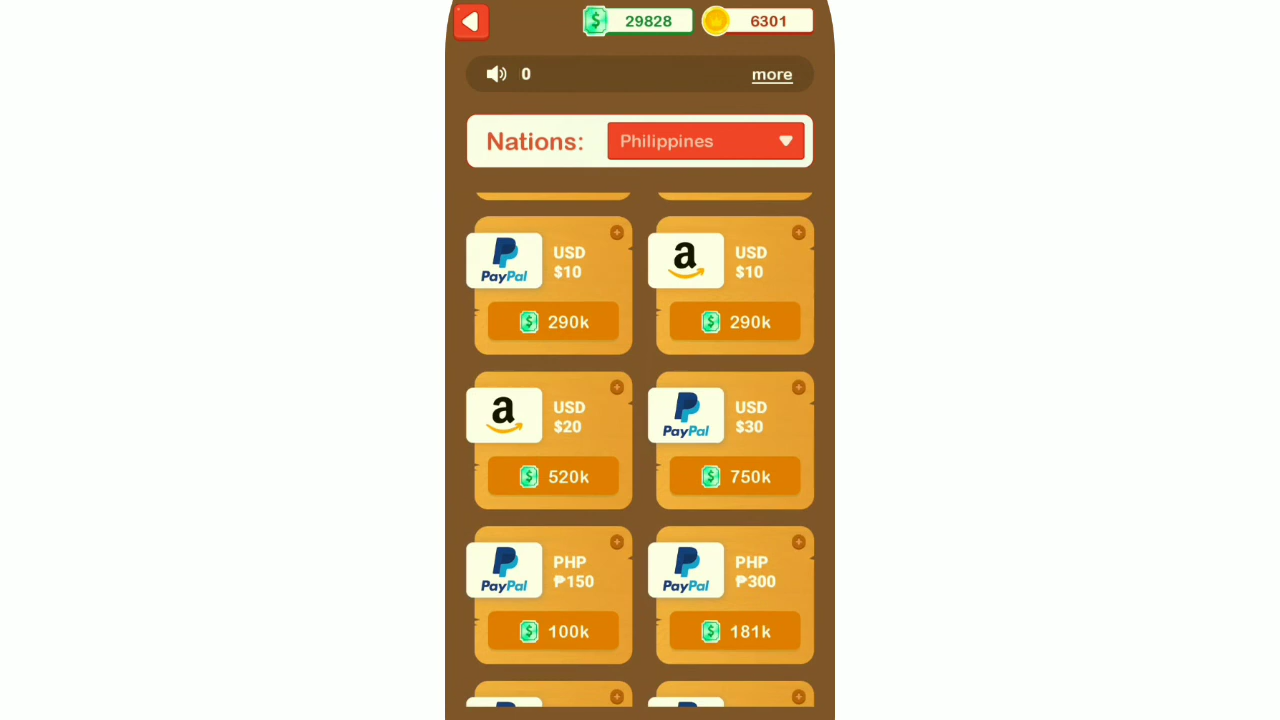 29828 6301
0 more
Nations: Philippines
PayPal USD $10
290k
a USD $10
290k
a USD $20
520k
PayPal USD $30
750k
PayPal PHP ₱150
100k
PayPal PHP ₱300
181k